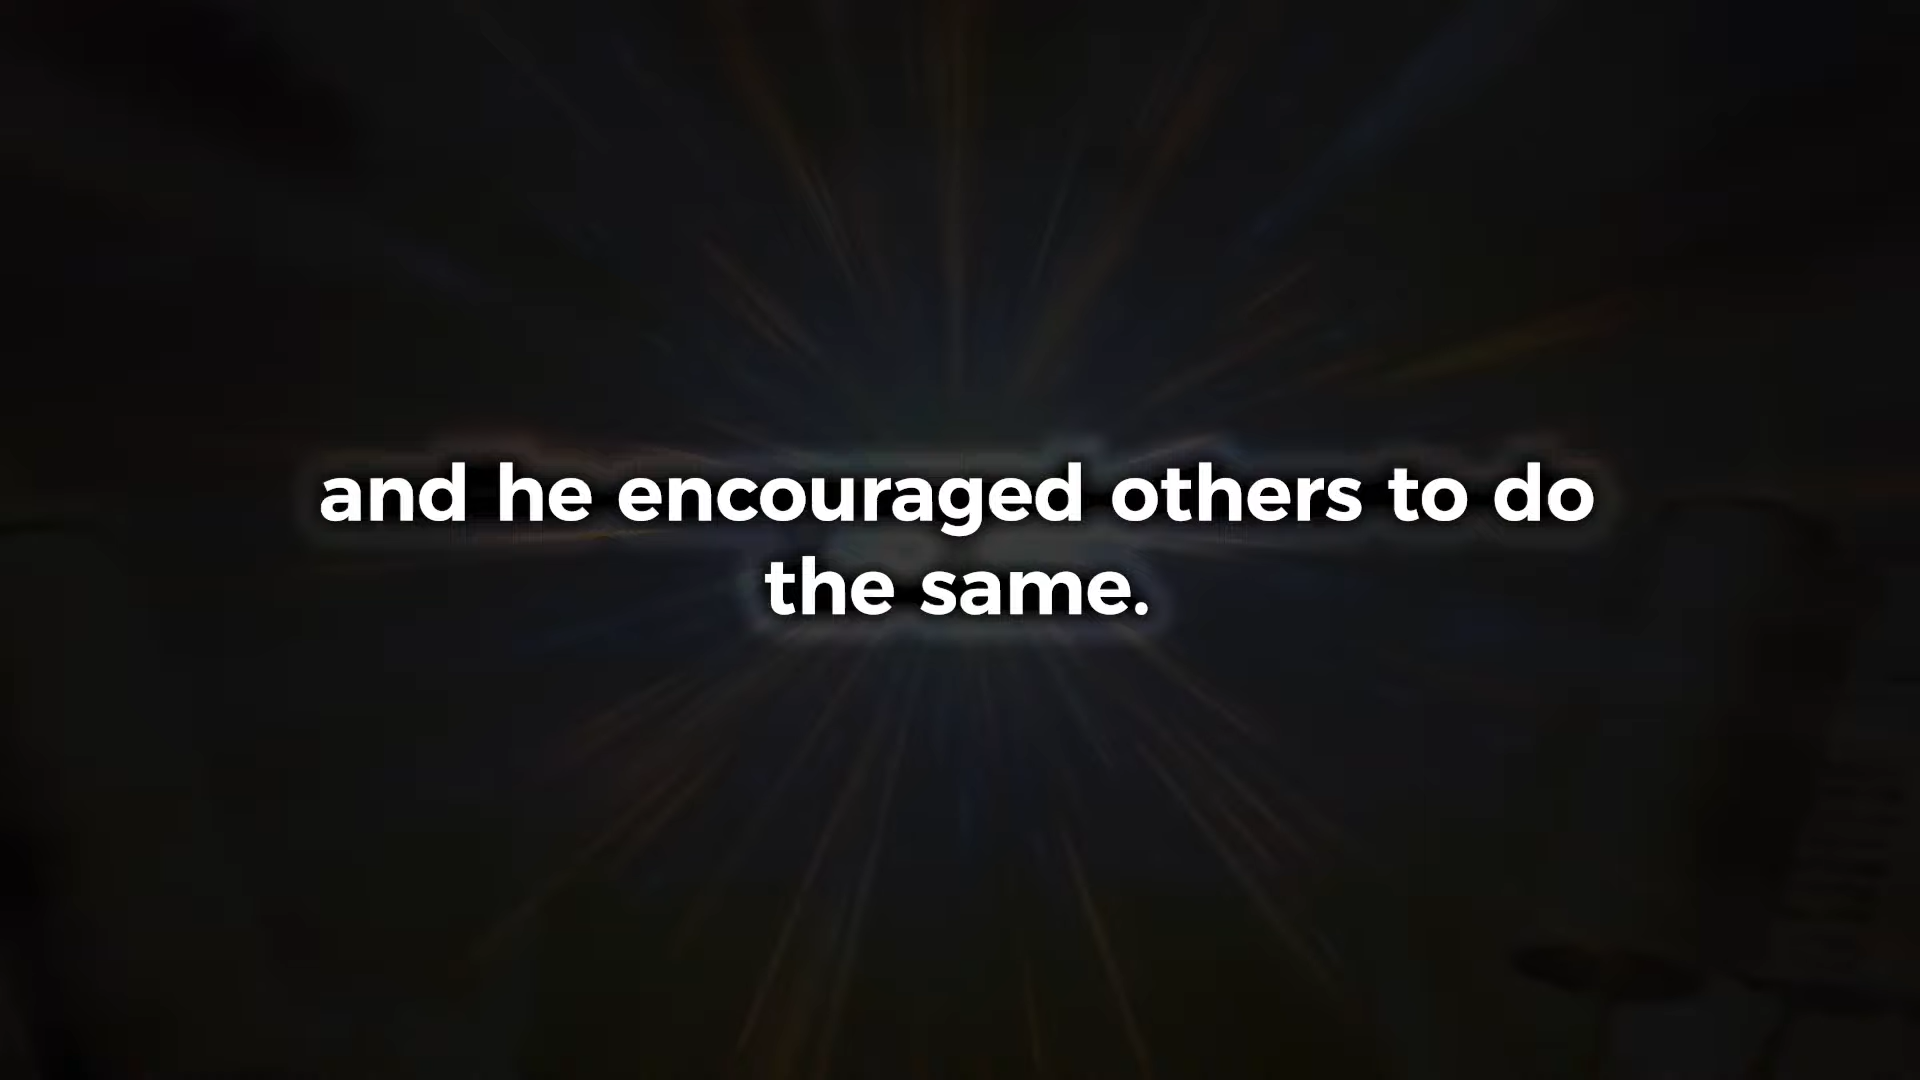 and he encouraged others to do
the same.